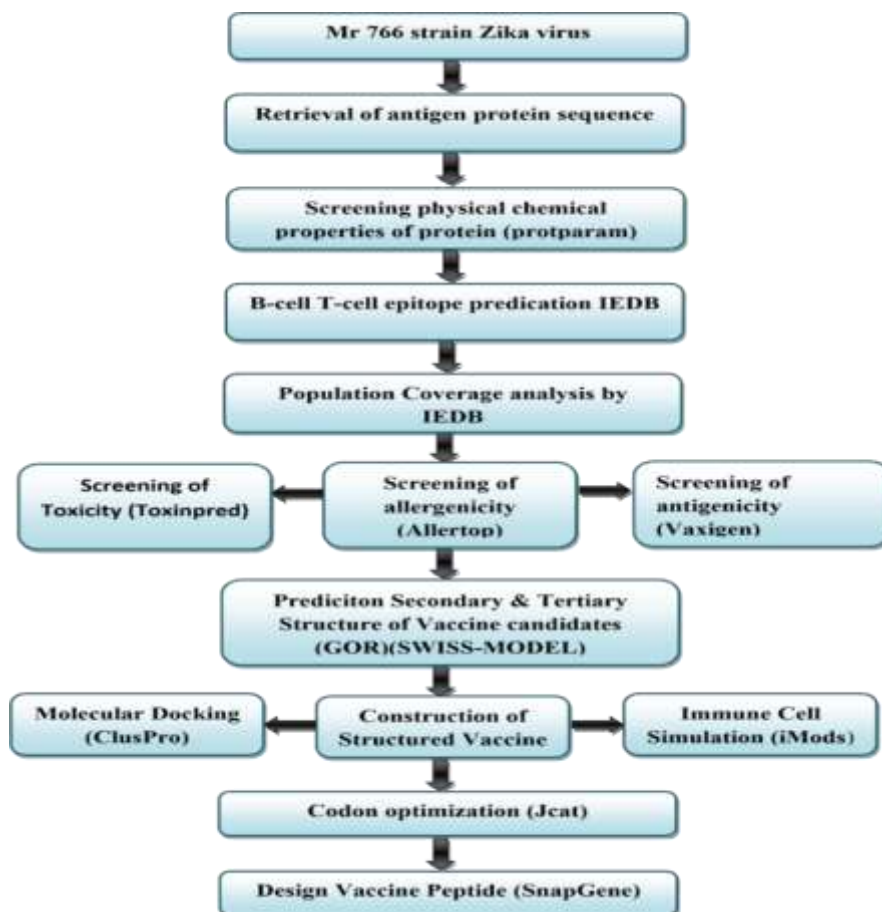 Mr 766 strain Zika virus
Retrieval of antigen protein sequence
Screening physical chemical
properties of protein (protparam)
B-cell T-cell epitope predication IEDB
Population Coverage analysis by
IEDB
Screening of
Toxicity (Toxinpred)
Screening of
allergenicity
(Allertop)
Screening of
antigenicity
(Vaxigen)
Prediciton Secondary & Tertiary
Structure of Vaccine candidates
(GOR)(SWISS-MODEL)
Molecular Docking
(ClusPro)
Construction of
Structured Vaccine
Immune Cell
Simulation (iMods)
Codon optimization (Jcat)
Design Vaccine Peptide (SnapGene)